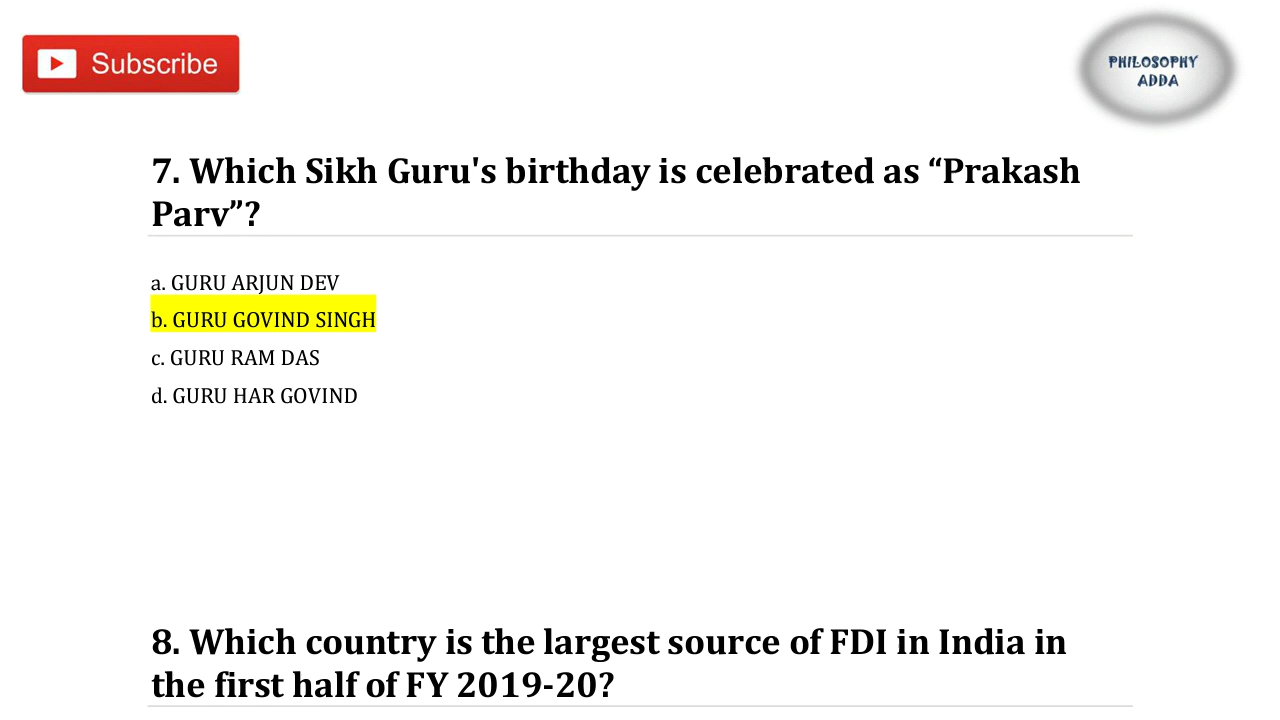 Subscribe
PHILOSOPHY
ADDA
7. Which Sikh Guru's birthday is celebrated as “Prakash
Parv”?
a. GURU ARJUN DEV
b. GURU GOVIND SINGH
c. GURU RAM DAS
d. GURU HAR GOVIND
8. Which country is the largest source of FDI in India in
the first half of FY 2019-20?